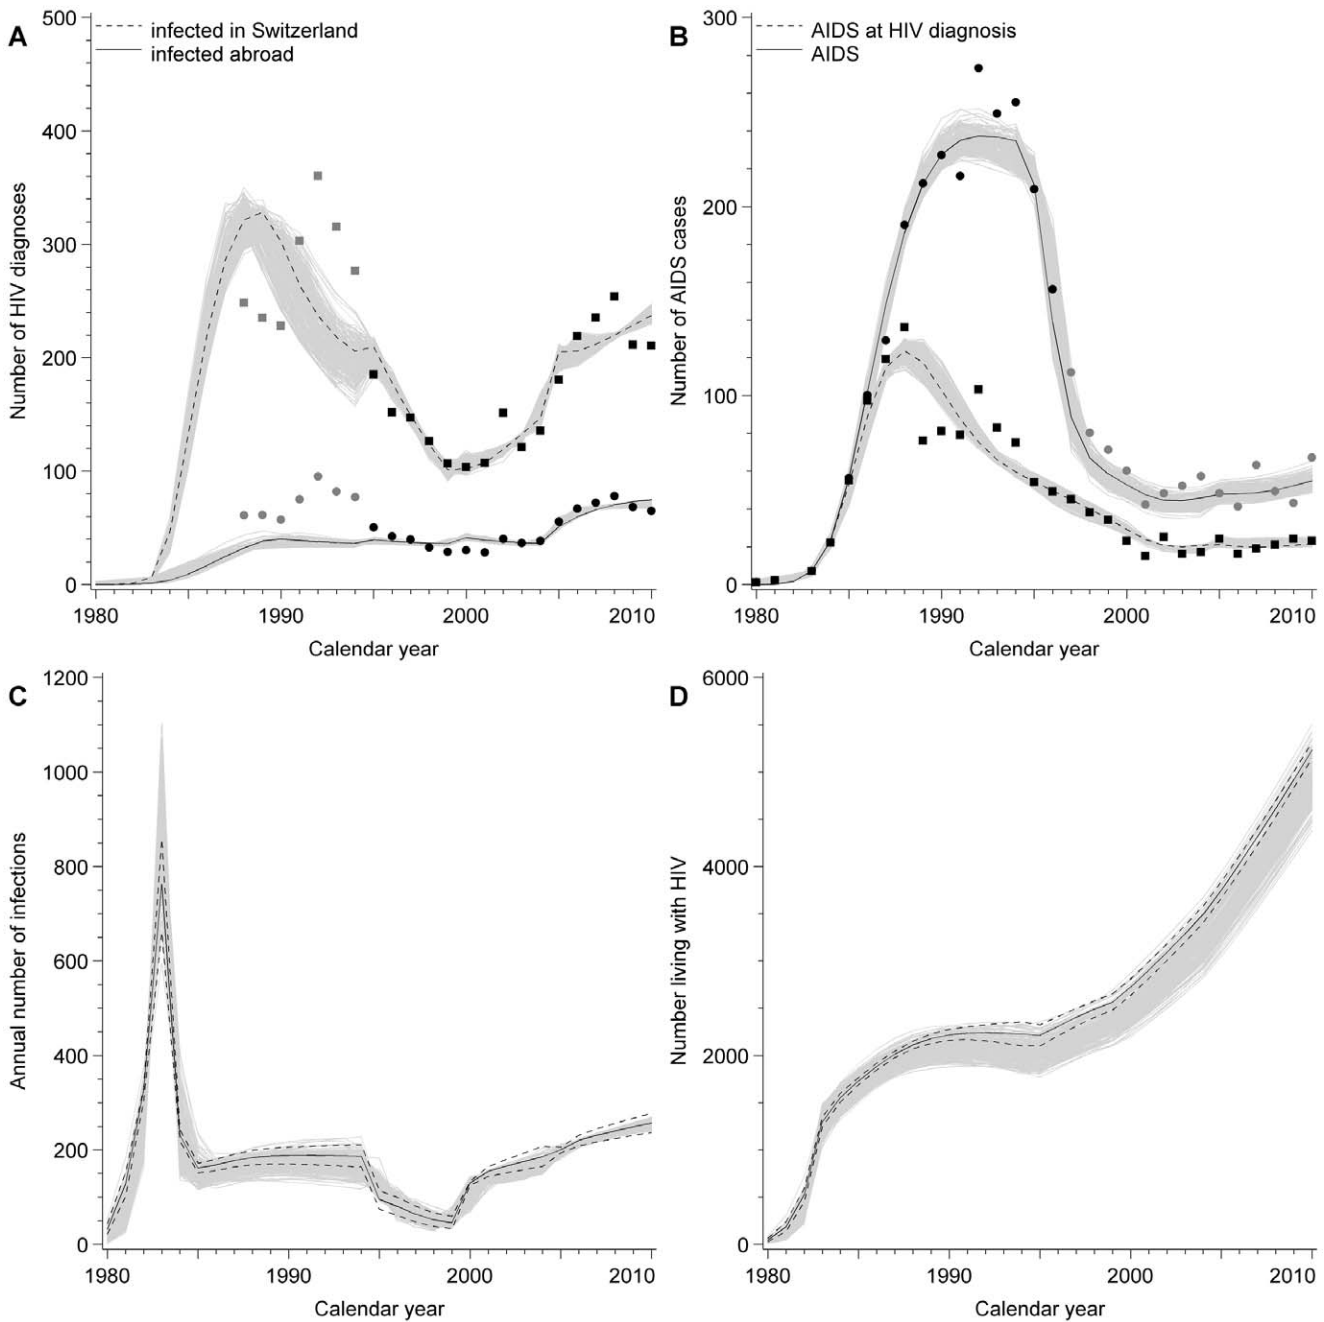 A
infected in Switzerland
infected abroad
500
400
300
200
100
0
Number of HIV diagnoses
1980
1990
2000
2010
Calendar year
B
AIDS at HIV diagnosis
AIDS
300
200
100
0
Number of AIDS cases
1980
1990
2000
2010
Calendar year
C
1200
1000
800
600
400
200
0
Annual number of infections
1980
1990
2000
2010
Calendar year
D
6000
4000
2000
0
Number living with HIV
1980
1990
2000
2010
Calendar year